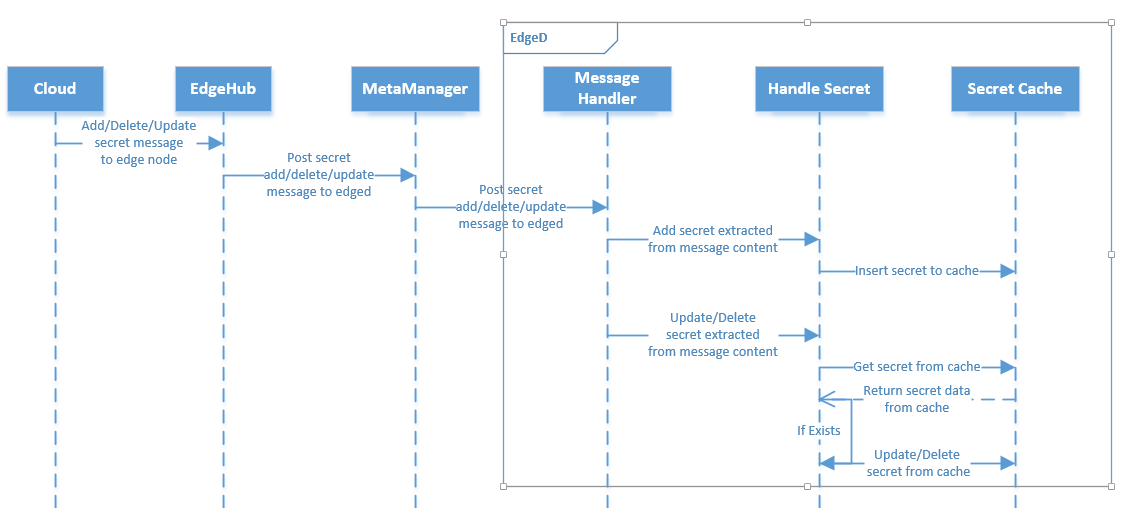 EdgeD
Cloud
EdgeHub
MetaManager
Message
Handler
Handle Secret
Secret Cache
Add/Delete/Update
secret message
to edge node
Post secret
add/delete/update
message to edged
Post secret
add/delete/update
message to edged
Add secret extracted
from message content
Insert secret to cache
Update/Delete
secret extracted
from message content
Get secret from cache
Return secret data
from cache
If Exists
Update/Delete
secret from cache